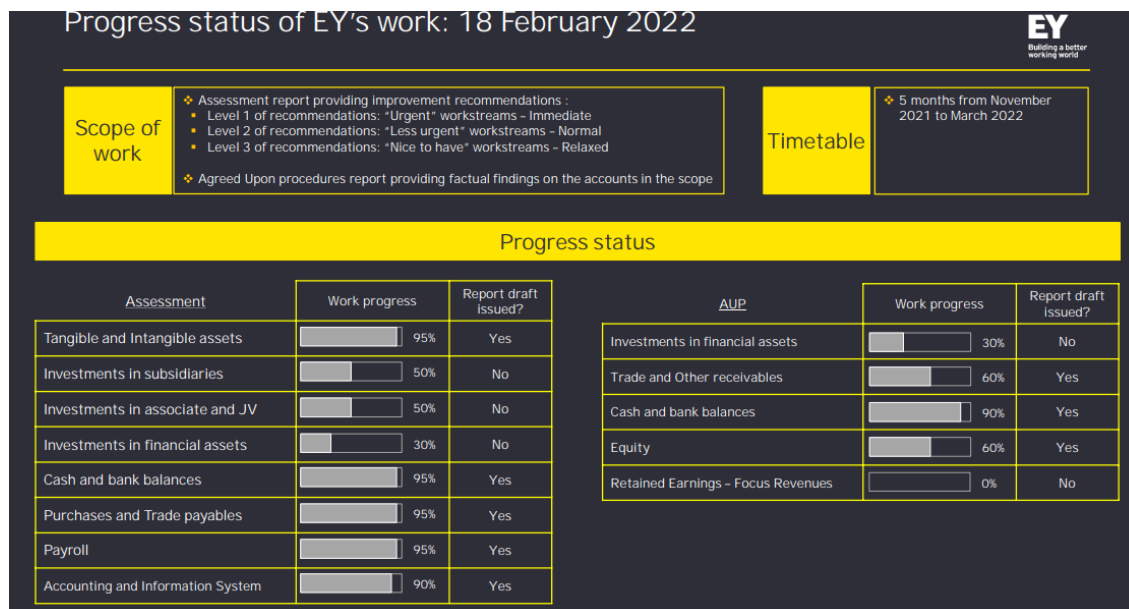 Progress status of EY's work: 18 February 2022
EY
Building a better
working world
Scope of
work
❖ Assessment report providing improvement recommendations :
▪ Level 1 of recommendations: "Urgent" workstreams – Immediate
▪ Level 2 of recommendations: "Less urgent" workstreams – Normal
▪ Level 3 of recommendations: "Nice to have" workstreams – Relaxed
❖ Agreed Upon procedures report providing factual findings on the accounts in the scope
Timetable
❖ 5 months from November
2021 to March 2022
Progress status
Assessment Work progress Report draft
issued?
Tangible and Intangible assets 95% Yes
Investments in subsidiaries 50% No
Investments in associate and JV 50% No
Investments in financial assets 30% No
Cash and bank balances 95% Yes
Purchases and Trade payables 95% Yes
Payroll 95% Yes
Accounting and Information System 90% Yes
AUP Work progress Report draft
issued?
Investments in financial assets 30% No
Trade and Other receivables 60% Yes
Cash and bank balances 90% Yes
Equity 60% Yes
Retained Earnings – Focus Revenues 0% No